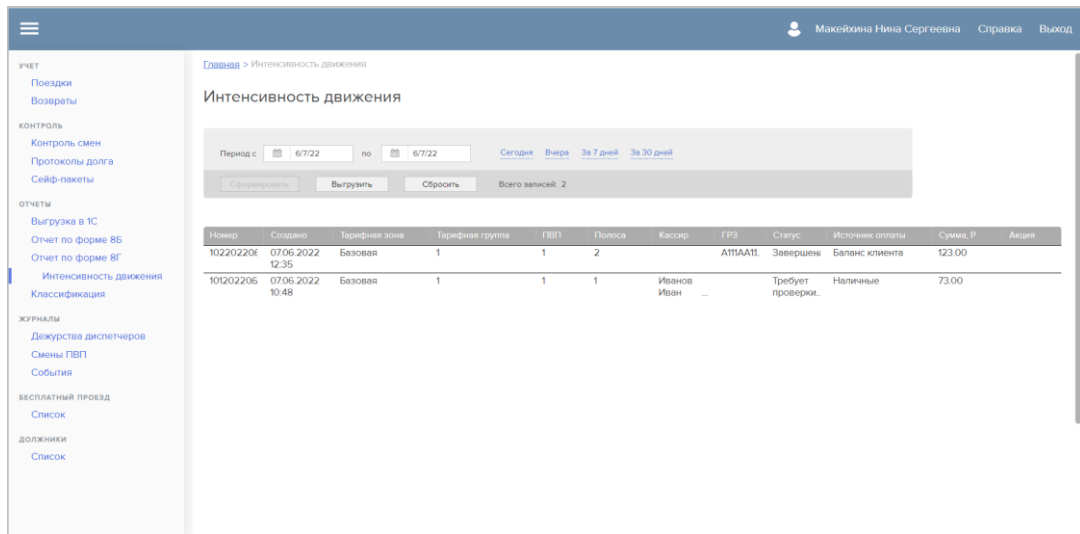 Макейхина Нина Сергеевна Справка Выход
УЧЕТ
Поездки
Возвраты
КОНТРОЛЬ
Контроль смен
Протоколы долга
Сейф-пакеты
ОТЧЕТЫ
Выгрузка в 1С
Отчет по форме 8Б
Отчет по форме 8Г
Интенсивность движения
Классификация
ЖУРНАЛЫ
Дежурства диспетчеров
Смены ПВП
События
БЕСПЛАТНЫЙ ПРОЕЗД
Список
ДОЛЖНИКИ
Список
Главная > Интенсивность движения
Интенсивность движения
Период с 6/7/22 по 6/7/22 Сегодня Вчера За 7 дней За 30 дней
Сформировать Выгрузить Сбросить Всего записей: 2
Номер Создано Тарифная зона Тарифная группа ПВП Полоса Кассир ГРЗ Статус Источник оплаты Сумма, Р Акция
102202206 07.06.2022 Базовая 1 1 2 А111АА11.. Завершена Баланс клиента 123.00
12:35
101202206 07.06.2022 Базовая 1 1 1 Иванов Требует Наличные 73.00
10:48 Иван ... проверки..